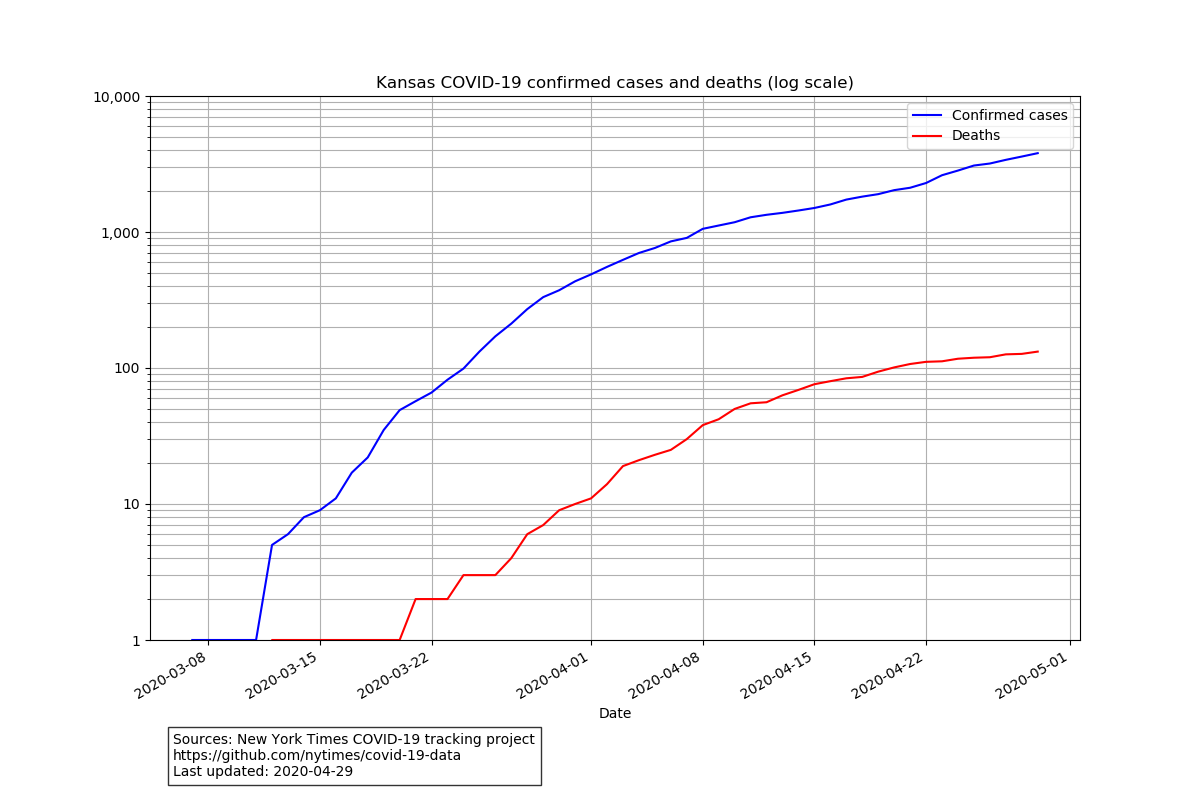 Kansas COVID-19 confirmed cases and deaths (log scale)
10,000
1,000
100
10
1
Confirmed cases
Deaths
2020-03-08
2020-03-15
2020-03-22
2020-04-01
2020-04-08
2020-04-15
2020-04-22
2020-05-01
Date
Sources: New York Times COVID-19 tracking project
https://github.com/nytimes/covid-19-data
Last updated: 2020-04-29